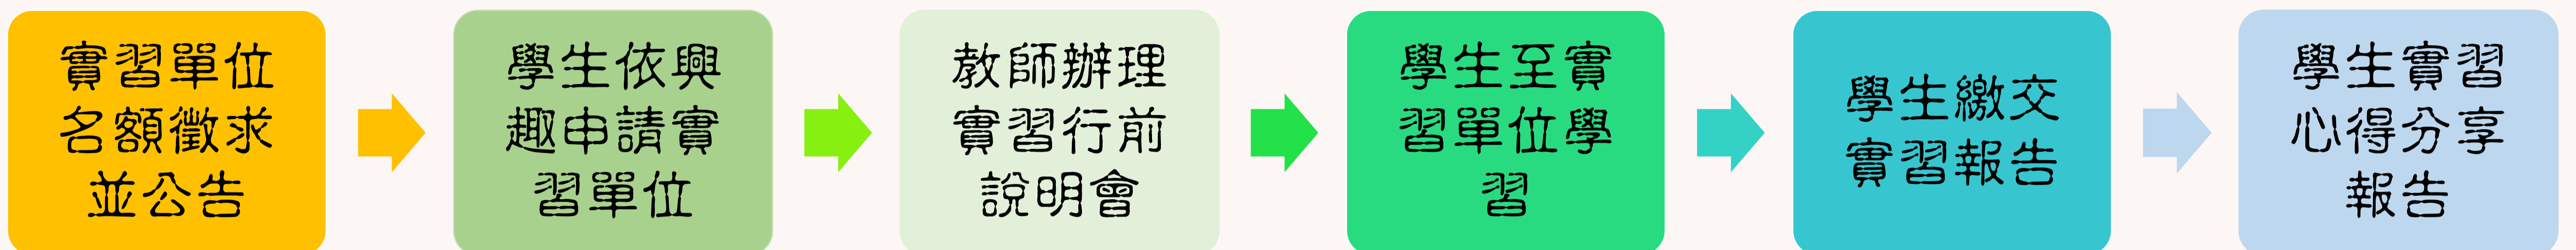 實習單位
名額徵求
並公告
學生依興
趣申請實
習單位
教師辦理
實習行前
說明會
學生至實
習單位學
習
學生繳交
實習報告
學生實習
心得分享
報告